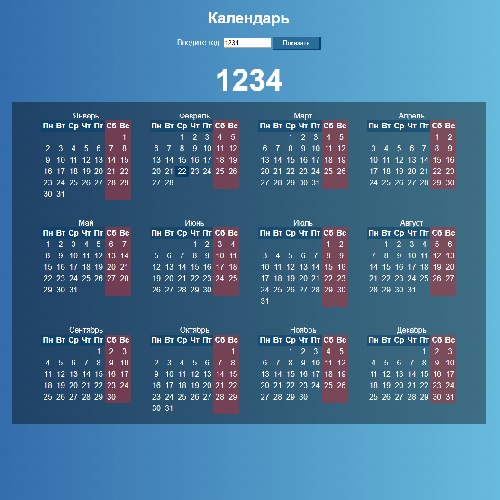 Календарь
Введите год: 1234 Показать
1234
Январь
Пн Вт Ср Чт Пт Сб Вс
1
2 3 4 5 6 7 8
9 10 11 12 13 14 15
16 17 18 19 20 21 22
23 24 25 26 27 28 29
30 31
Февраль
Пн Вт Ср Чт Пт Сб Вс
1 2 3 4 5
6 7 8 9 10 11 12
13 14 15 16 17 18 19
20 21 22 23 24 25 26
27 28
Март
Пн Вт Ср Чт Пт Сб Вс
1 2 3 4 5
6 7 8 9 10 11 12
13 14 15 16 17 18 19
20 21 22 23 24 25 26
27 28 29 30 31
Апрель
Пн Вт Ср Чт Пт Сб Вс
1 2
3 4 5 6 7 8 9
10 11 12 13 14 15 16
17 18 19 20 21 22 23
24 25 26 27 28 29 30
Май
Пн Вт Ср Чт Пт Сб Вс
1 2 3 4 5 6 7
8 9 10 11 12 13 14
15 16 17 18 19 20 21
22 23 24 25 26 27 28
29 30 31
Июнь
Пн Вт Ср Чт Пт Сб Вс
1 2 3 4
5 6 7 8 9 10 11
12 13 14 15 16 17 18
19 20 21 22 23 24 25
26 27 28 29 30
Июль
Пн Вт Ср Чт Пт Сб Вс
1 2
3 4 5 6 7 8 9
10 11 12 13 14 15 16
17 18 19 20 21 22 23
24 25 26 27 28 29 30
31
Август
Пн Вт Ср Чт Пт Сб Вс
1 2 3 4 5 6
7 8 9 10 11 12 13
14 15 16 17 18 19 20
21 22 23 24 25 26 27
28 29 30 31
Сентябрь
Пн Вт Ср Чт Пт Сб Вс
1 2 3
4 5 6 7 8 9 10
11 12 13 14 15 16 17
18 19 20 21 22 23 24
25 26 27 28 29 30
Октябрь
Пн Вт Ср Чт Пт Сб Вс
1
2 3 4 5 6 7 8
9 10 11 12 13 14 15
16 17 18 19 20 21 22
23 24 25 26 27 28 29
30 31
Ноябрь
Пн Вт Ср Чт Пт Сб Вс
1 2 3 4 5
6 7 8 9 10 11 12
13 14 15 16 17 18 19
20 21 22 23 24 25 26
27 28 29 30
Декабрь
Пн Вт Ср Чт Пт Сб Вс
1 2 3
4 5 6 7 8 9 10
11 12 13 14 15 16 17
18 19 20 21 22 23 24
25 26 27 28 29 30 31